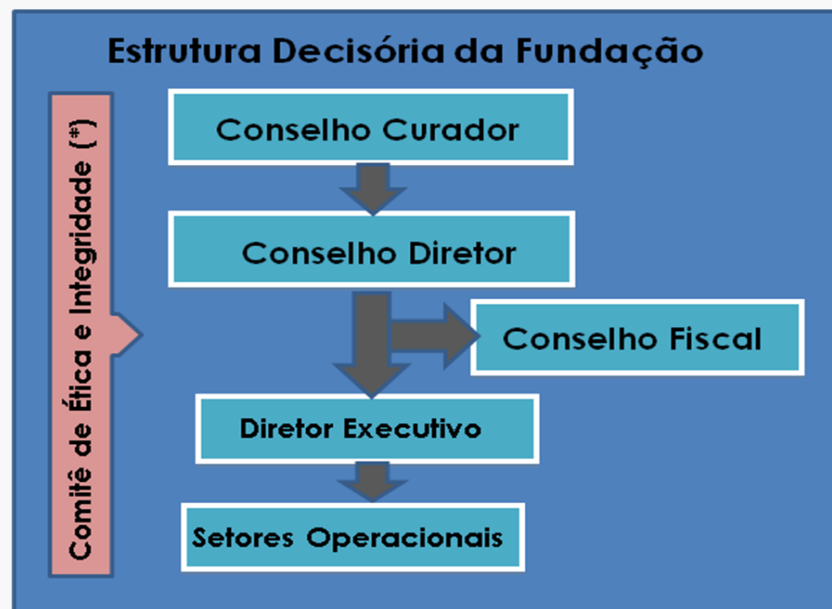 Estrutura Decisória da Fundação
Comitê de Ética e Integridade (*)
Conselho Curador
Conselho Diretor
Conselho Fiscal
Diretor Executivo
Setores Operacionais